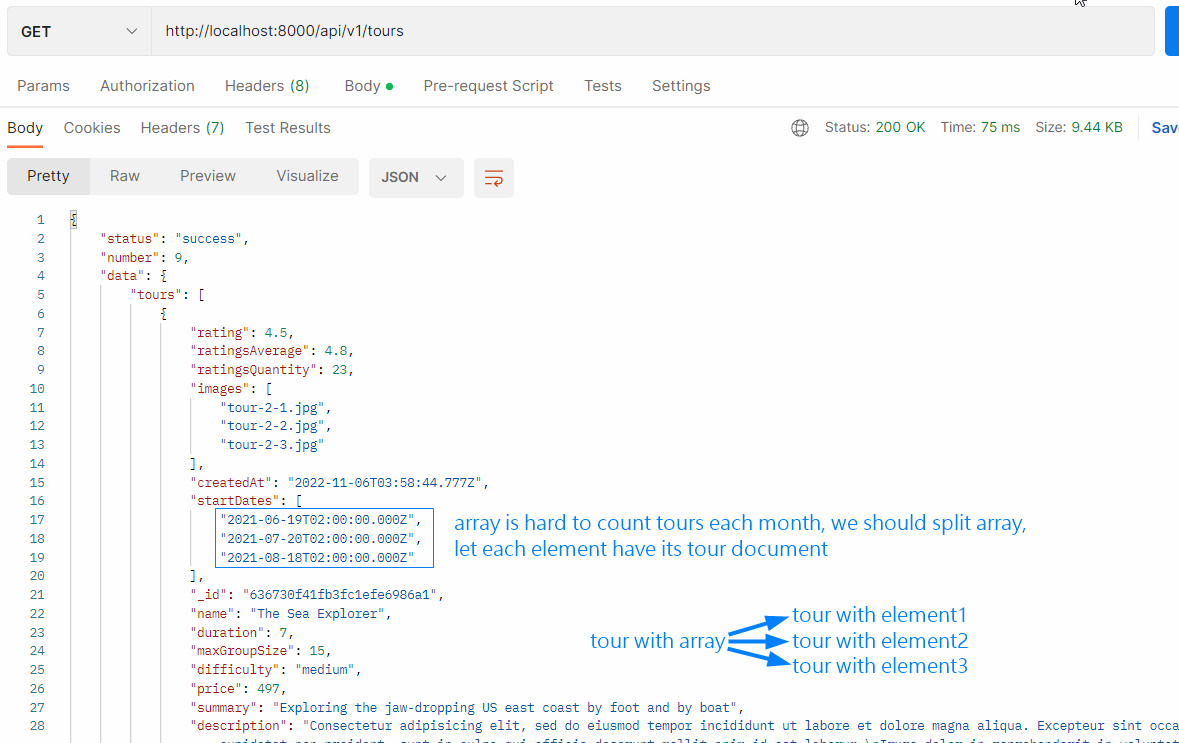 GET http://localhost:8000/api/v1/tours
Params Authorization Headers (8) Body Pre-request Script Tests Settings
Body Cookies Headers (7) Test Results Status: 200 OK Time: 75 ms Size: 9.44 KB Save
Pretty Raw Preview Visualize JSON
1 {
2 "status": "success",
3 "number": 9,
4 "data": {
5 "tours": [
6 {
7 "rating": 4.5,
8 "ratingsAverage": 4.8,
9 "ratingsQuantity": 23,
10 "images": [
11 "tour-2-1.jpg",
12 "tour-2-2.jpg",
13 "tour-2-3.jpg"
14 ],
15 "createdAt": "2022-11-06T03:58:44.777Z",
16 "startDates": [
17 "2021-06-19T02:00:00.000Z",
18 "2021-07-20T02:00:00.000Z",
19 "2021-08-18T02:00:00.000Z"
array is hard to count tours each month, we should split array,
let each element have its tour document
20 ],
21 "_id": "636730f41fb3fc1efe6986a1",
22 "name": "The Sea Explorer",
23 "duration": 7,
24 "maxGroupSize": 15,
25 "difficulty": "medium",
26 "price": 497,
tour with array
tour with element1
tour with element2
tour with element3
27 "summary": "Exploring the jaw-dropping US east coast by foot and by boat",
28 "description": "Consectetur adipisicing elit, sed do eiusmod tempor incididunt ut labore et dolore magna aliqua. Excepteur sint occa